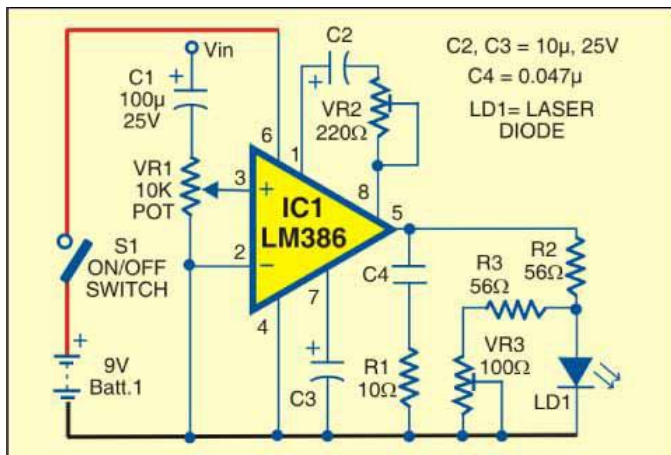 Vin
C1
100µ
25V
C2
VR2
220Ω
C2, C3 = 10µ, 25V
C4 = 0.047µ
LD1= LASER
DIODE
6
1
VR1
10K
POT
3
+
IC1
LM386
8
5
2
–
7
4
S1
ON/OFF
SWITCH
C4
R3
56Ω
R2
56Ω
+
9V
Batt.1
+
C3
R1
10Ω
VR3
100Ω
LD1
+
+